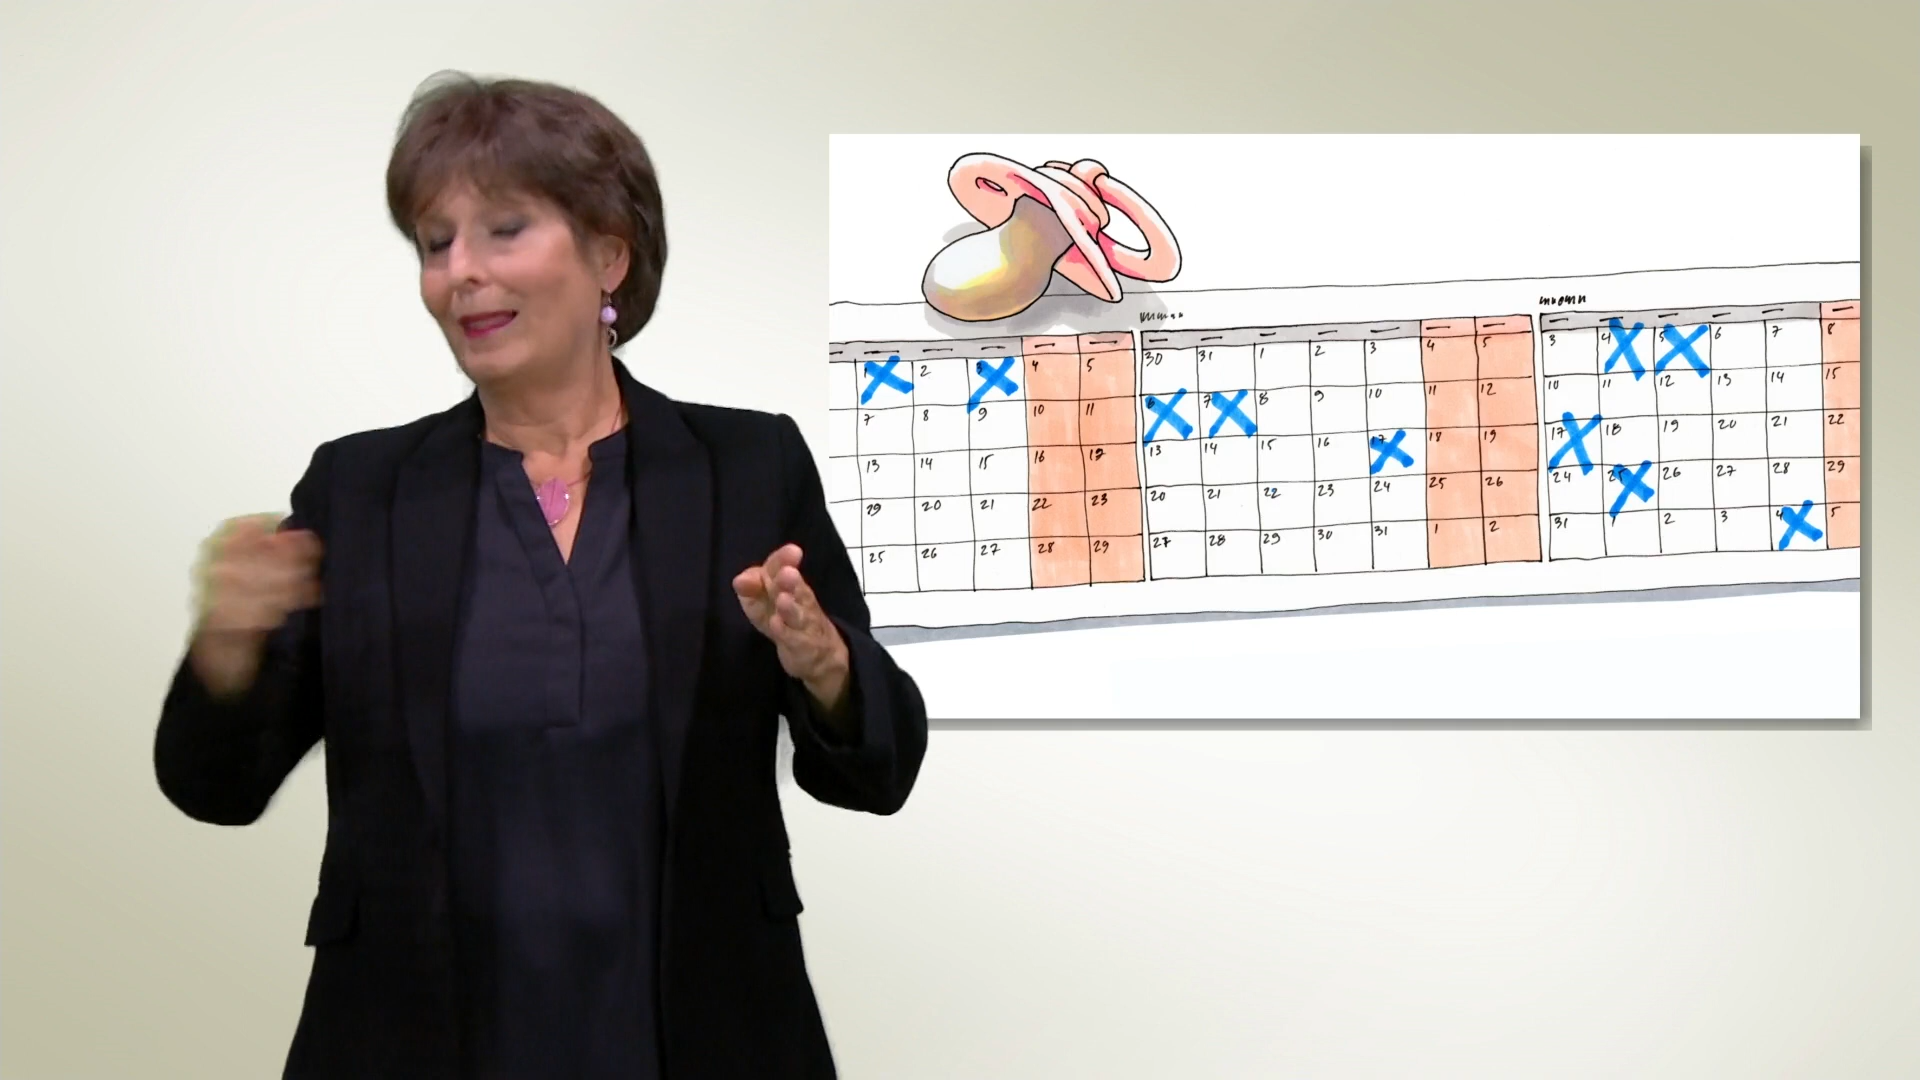 1 2 3 4 5
7 8 9 10 11
13 14 15 16
20 21 22 23
25 26 27 28 29
30 31 1 2 3 4 5
6 7 8 9 10 11 12
13 14 15 16 17 18 19
20 21 22 23 24 25 26
27 28 29 30 31 1 2
3 4 5 6 7 8
10 11 12 13 14 15
17 18 19 20 21 22
24 25 26 27 28 29
31 1 2 3 4 5